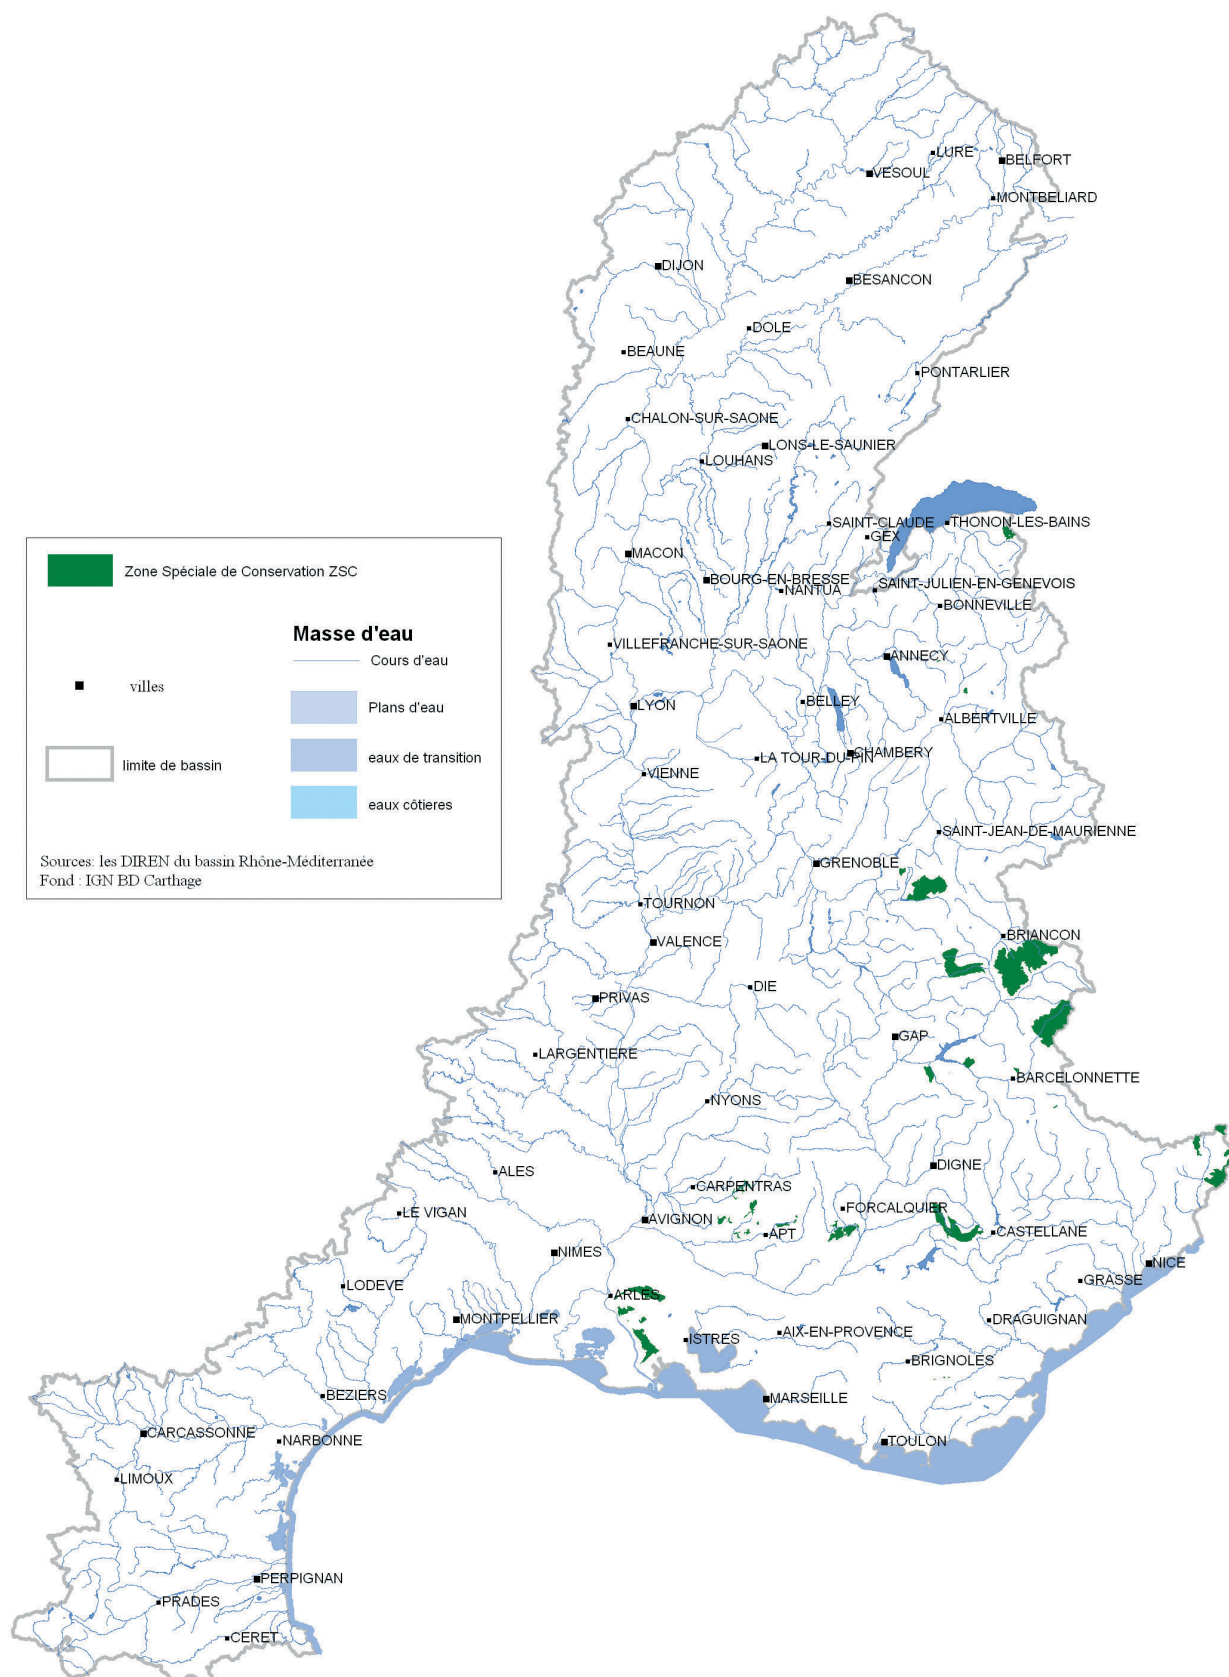 LURE
BELFORT
VESOUL
MONTBELIARD
DIJON
BESANCON
DOLE
BEAUNE
PONTARLIER
CHALON-SUR-SAONE
LONS-LE-SAUNIER
LOUHANS
SAINT-CLAUDE
THONON-LES-BAINS
GEX
MACON
BOURG-EN-BRESSE
NANTUA
SAINT-JULIEN-EN-GENEVOIS
BONNEVILLE
Zone Spéciale de Conservation ZSC
Masse d'eau
Cours d'eau
villes
Plans d'eau
eaux de transition
limite de bassin
eaux côtieres
Sources: les DIREN du bassin Rhône-Méditerranée
Fond : IGN BD Carthage
VILLEFRANCHE-SUR-SAONE
ANNECY
BELLEY
LYON
ALBERTVILLE
CHAMBERY
LA TOUR-DU-PIN
VIENNE
SAINT-JEAN-DE-MAURIENNE
GRENOBLE
TOURNON
BRIANCON
VALENCE
DIE
PRIVAS
GAP
LARGENTIERE
BARCELONNETTE
NYONS
DIGNE
ALES
CARPENTRAS
FORCALQUIER
LE VIGAN
AVIGNON
APT
CASTELLANE
NIMES
NICE
GRASSE
LODEVE
ARLES
MONTPELLIER
DRAGUIGNAN
ISTRES
AIX-EN-PROVENCE
BRIGNOLES
BEZIERS
MARSEILLE
CARCASSONNE
NARBONNE
TOULON
LIMOUX
PERPIGNAN
PRADES
CERET